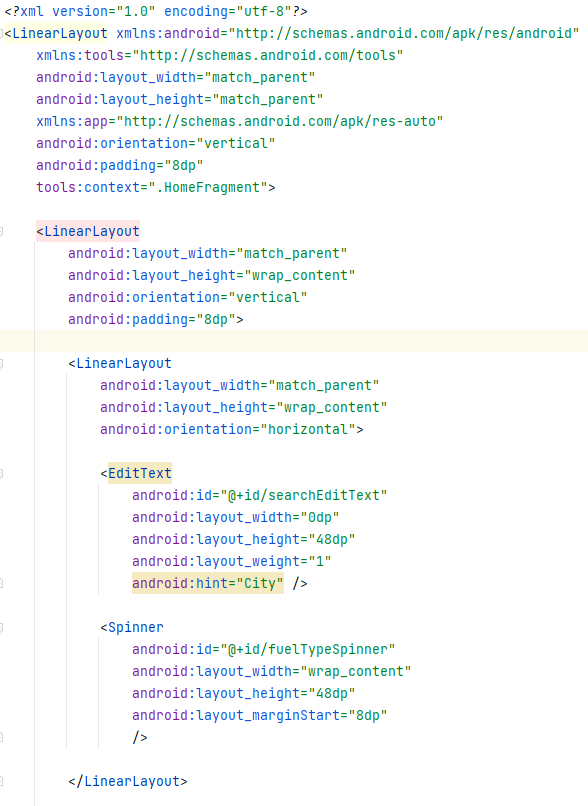 <?xml version="1.0" encoding="utf-8"?>
<LinearLayout xmlns:android="http://schemas.android.com/apk/res/android"
    xmlns:tools="http://schemas.android.com/tools"
    android:layout_width="match_parent"
    android:layout_height="match_parent"
    xmlns:app="http://schemas.android.com/apk/res-auto"
    android:orientation="vertical"
    android:padding="8dp"
    tools:context=".HomeFragment">

    <LinearLayout
        android:layout_width="match_parent"
        android:layout_height="wrap_content"
        android:orientation="vertical"
        android:padding="8dp">

        <LinearLayout
            android:layout_width="match_parent"
            android:layout_height="wrap_content"
            android:orientation="horizontal">

            <EditText
                android:id="@+id/searchEditText"
                android:layout_width="0dp"
                android:layout_height="48dp"
                android:layout_weight="1"
                android:hint="City" />

            <Spinner
                android:id="@+id/fuelTypeSpinner"
                android:layout_width="wrap_content"
                android:layout_height="48dp"
                android:layout_marginStart="8dp"
                />

        </LinearLayout>